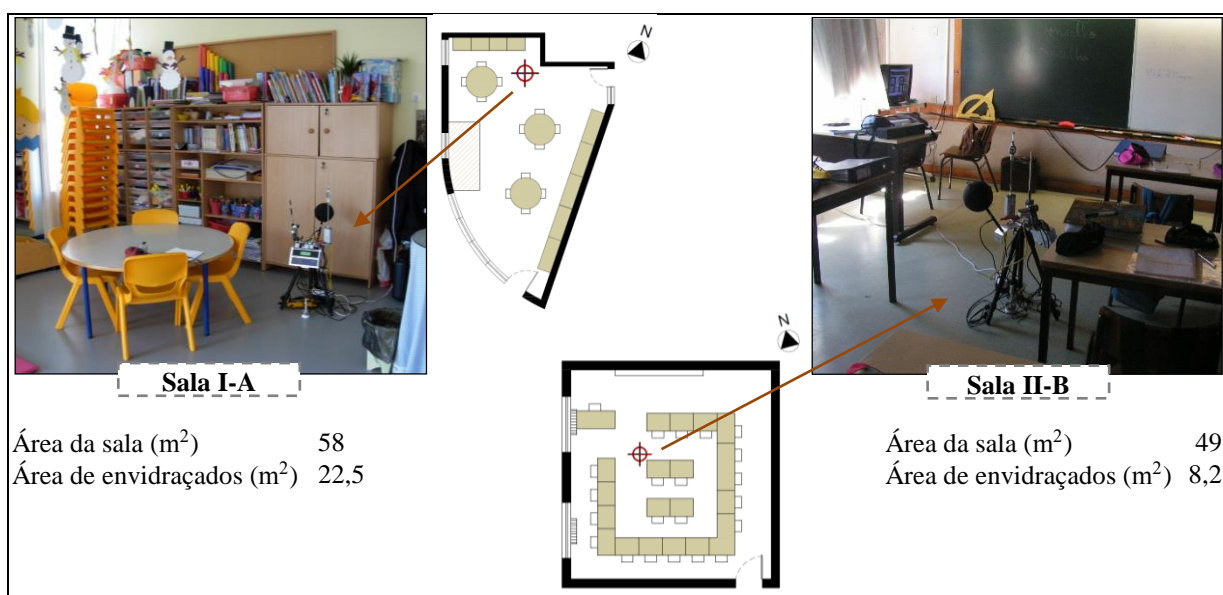 N
N
Sala I-A
Sala II-B
Área da sala (m²) 58
Área de envidraçados (m²) 22,5
Área da sala (m²) 49
Área de envidraçados (m²) 8,2